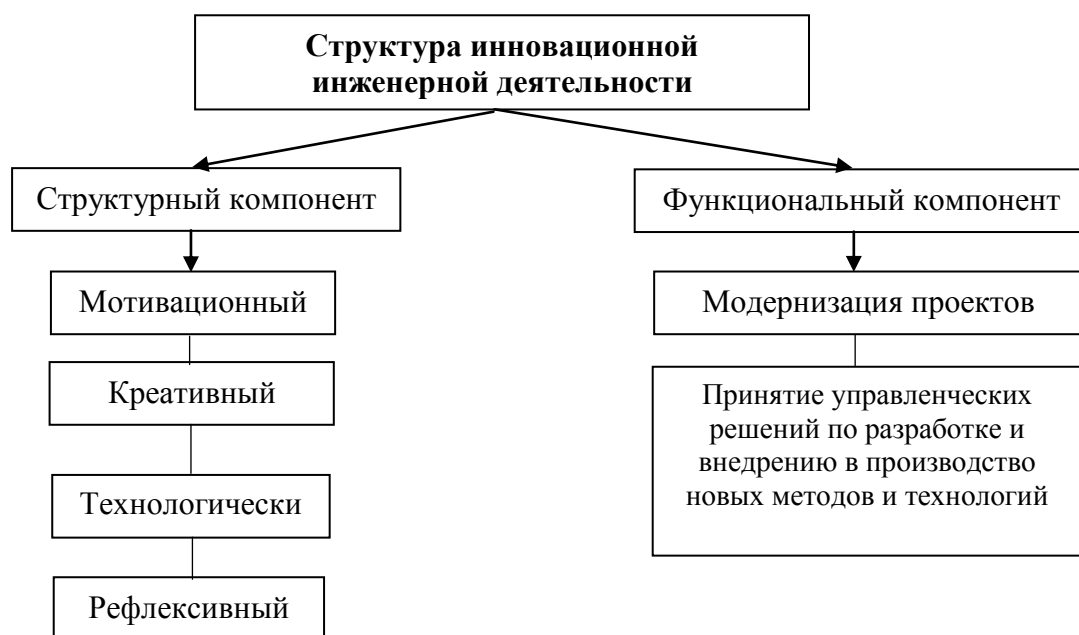 Структура инновационной
инженерной деятельности
Структурный компонент
Функциональный компонент
Мотивационный
Модернизация проектов
Креативный
Принятие управленческих
решений по разработке и
внедрению в производство
новых методов и технологий
Технологически
Рефлексивный